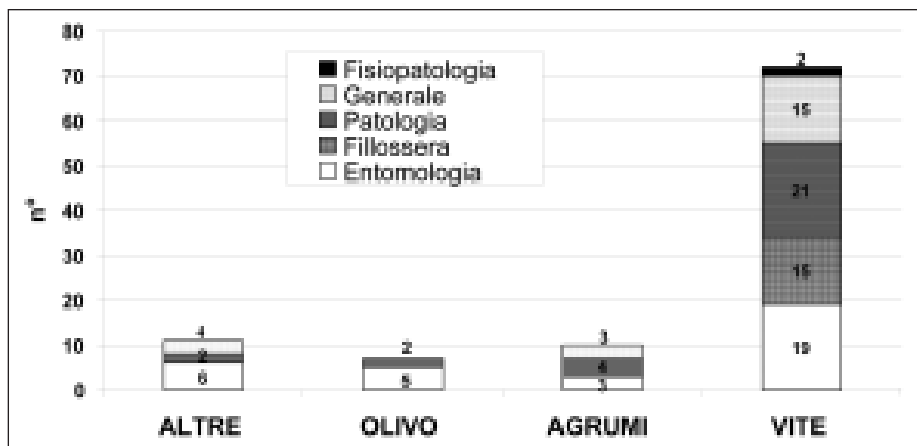 80
70
60
50
40
30
20
10
0
n°
Fisiopatologia
Generale
Patologia
Fillossera
Entomologia
4
2
6
2
5
3
4
3
2
15
21
15
19
ALTRE
OLIVO
AGRUMI
VITE